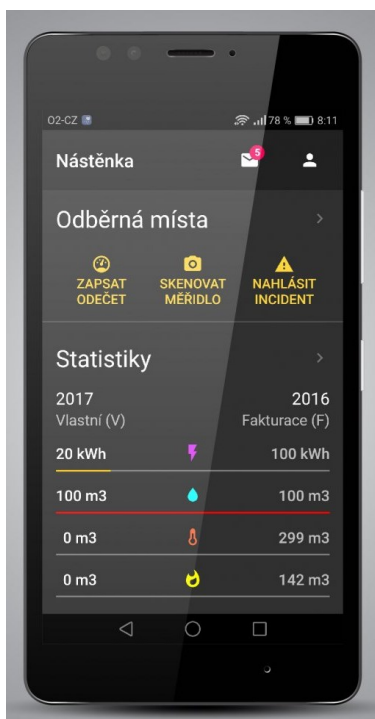 O2-CZ 78 % 8:11
Nástěnka 5
Odběrná místa
ZAPSAT SKENOVAT NAHLÁSIT
ODEČET MĚŘIDLO INCIDENT
Statistiky
2017 2016
Vlastní (V) Fakturace (F)
20 kWh 100 kWh
100 m3 100 m3
0 m3 299 m3
0 m3 142 m3